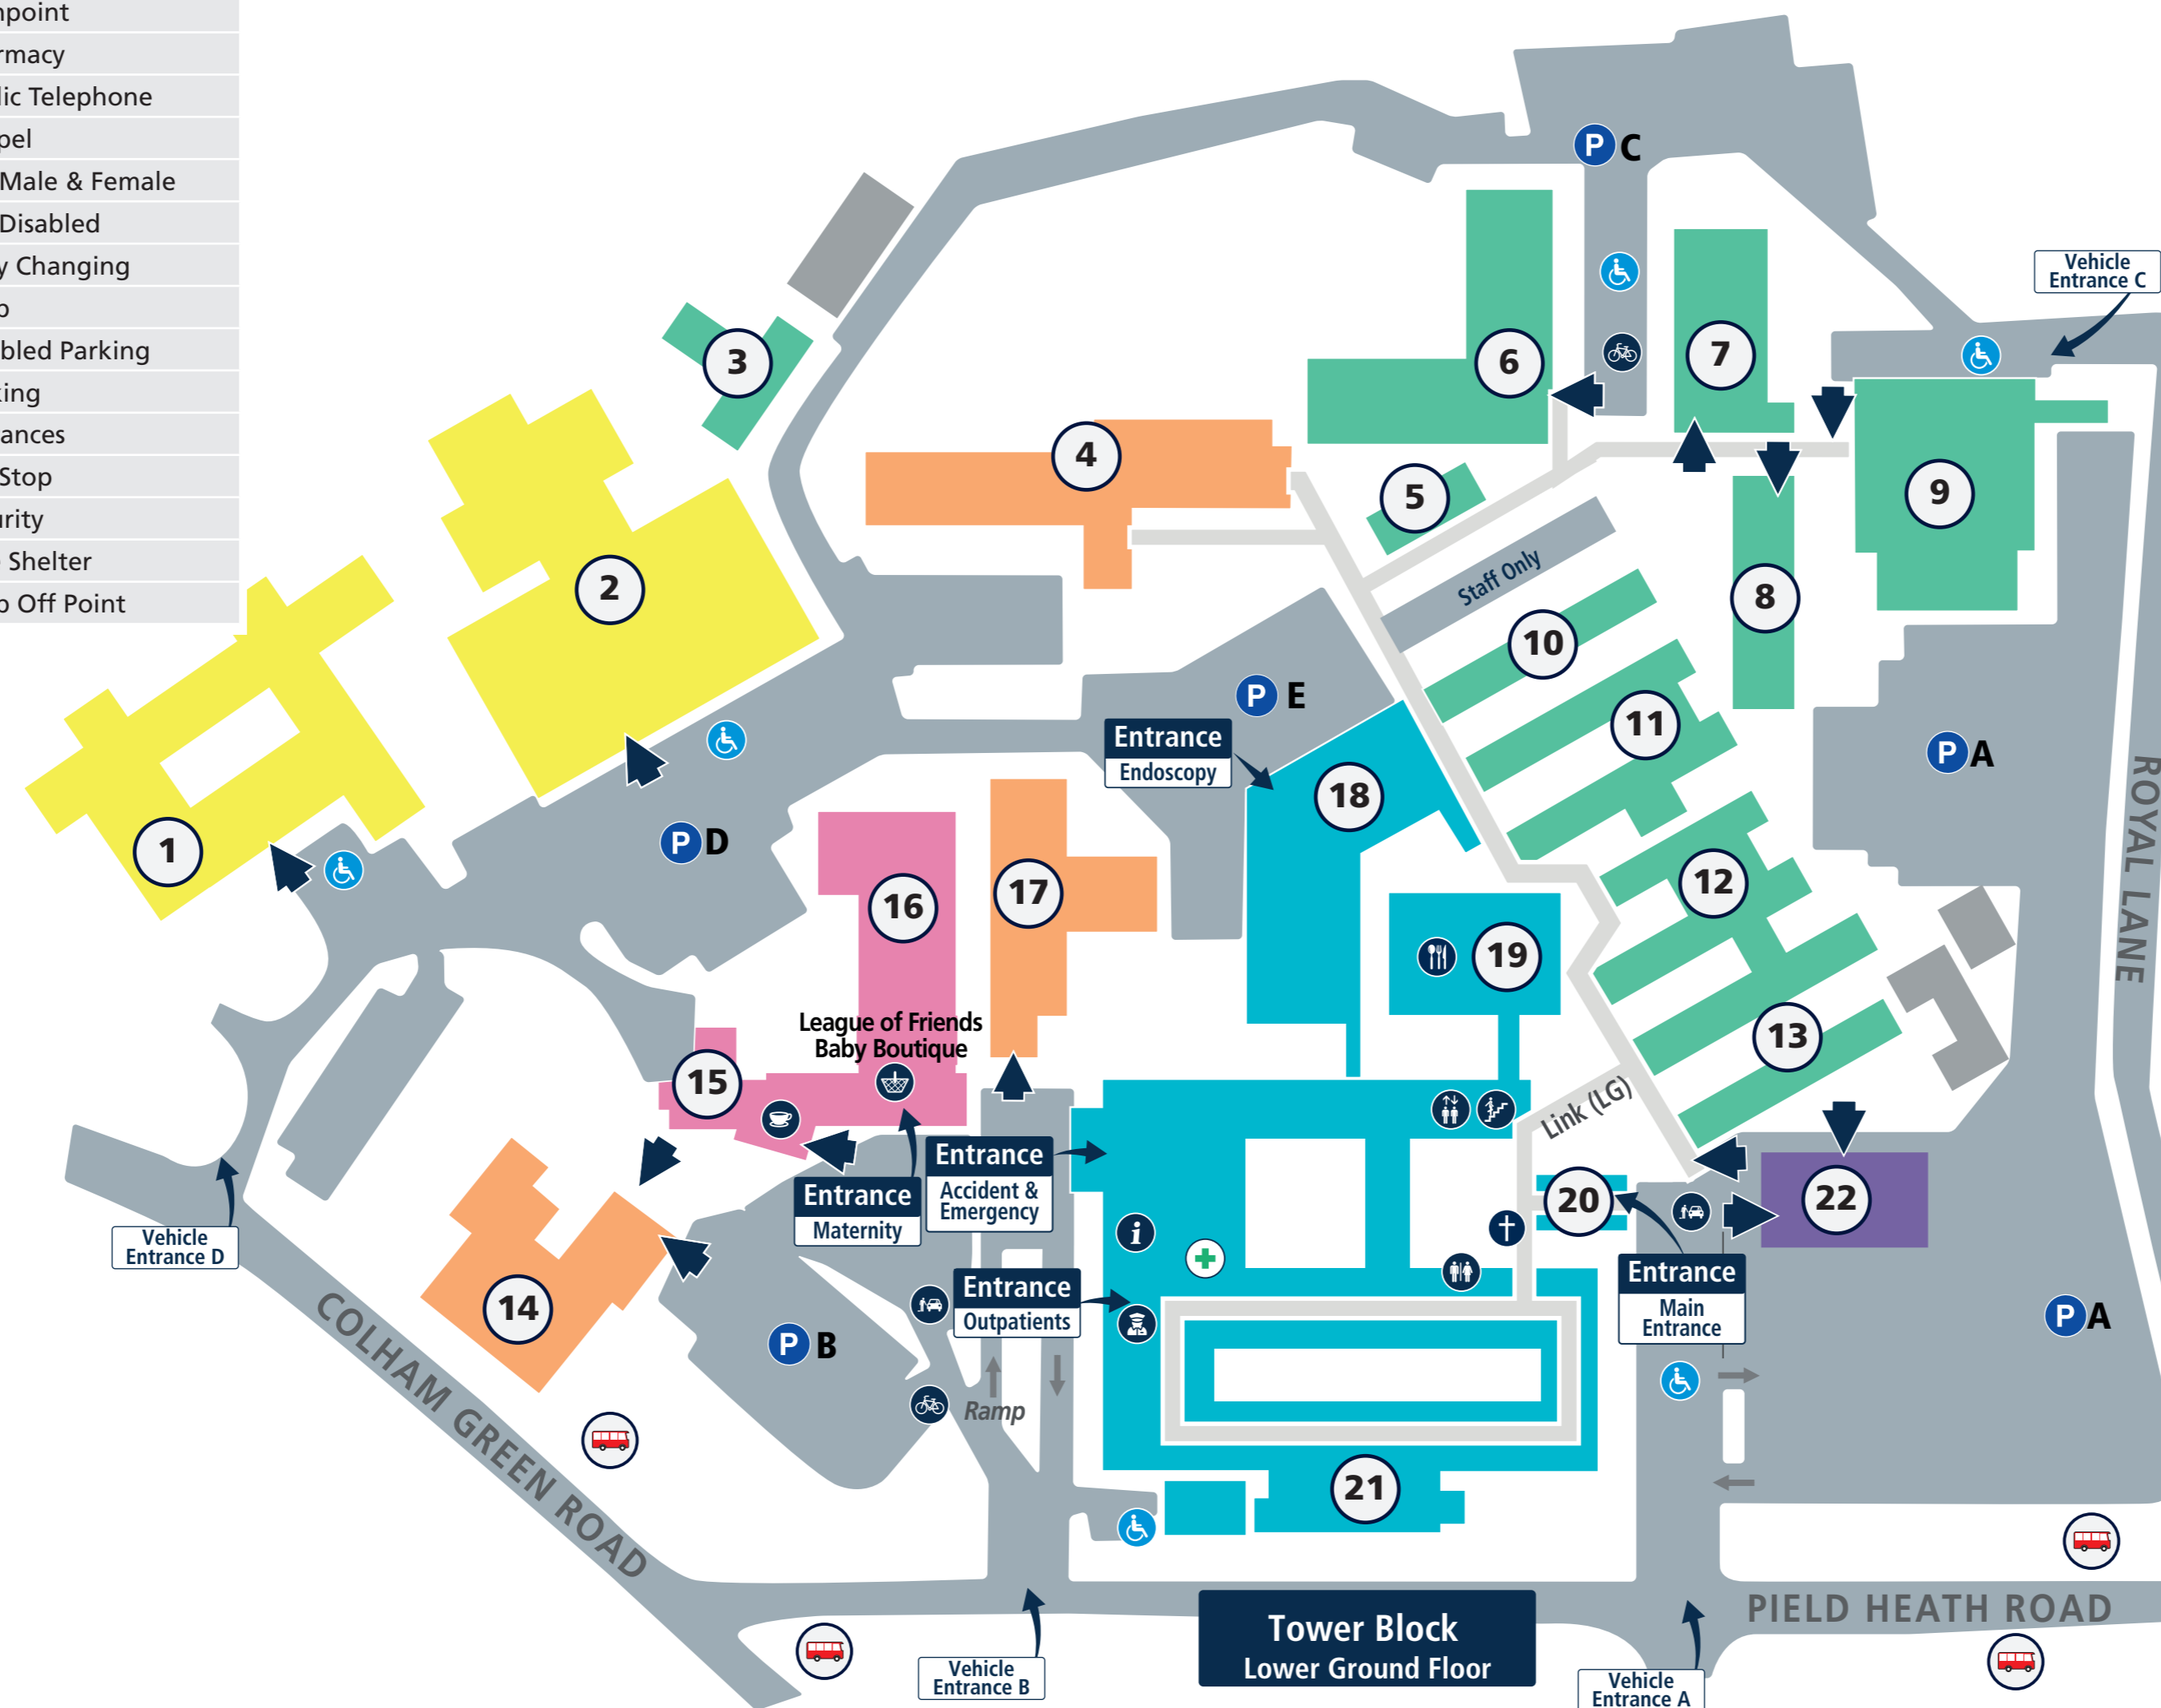 npoint
rmacy
lic Telephone
pel
Male & Female
Disabled
y Changing
p
bled Parking
king
ances
Stop
urity
Shelter
p Off Point
P C
Vehicle
Entrance C
3
6
7
4
5
9
2
Staff Only
8
10
P E
11
Entrance
Endoscopy
P A
18
ROYAL LANE
1
P D
16
17
12
19
League of Friends
Baby Boutique
13
15
Link (LG)
Entrance
Accident &
Emergency
Entrance
Maternity
20
22
Vehicle
Entrance D
i
Entrance
Outpatients
Entrance
Main
Entrance
14
P B
P A
COLHAM GREEN ROAD
Ramp
21
Tower Block
Lower Ground Floor
PIELD HEATH ROAD
Vehicle
Entrance B
Vehicle
Entrance A